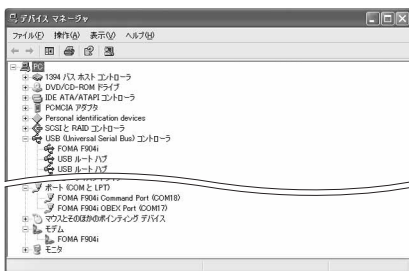 デバイス マネージャ
ファイル(F) 操作(A) 表示(V) ヘルプ(H)
PC
1394 バス ホスト コントローラ
DVD/CD-ROM ドライブ
IDE ATA/ATAPI コントローラ
PCMCIA アダプタ
Personal identification devices
SCSI と RAID コントローラ
USB (Universal Serial Bus) コントローラ
FOMA F904i
USB ルート ハブ
USB ルート ハブ
ポート (COM と LPT)
FOMA F904i Command Port (COM18)
FOMA F904i OBEX Port (COM17)
マウスとそのほかのポインティング デバイス
モデム
FOMA F904i
モニタ